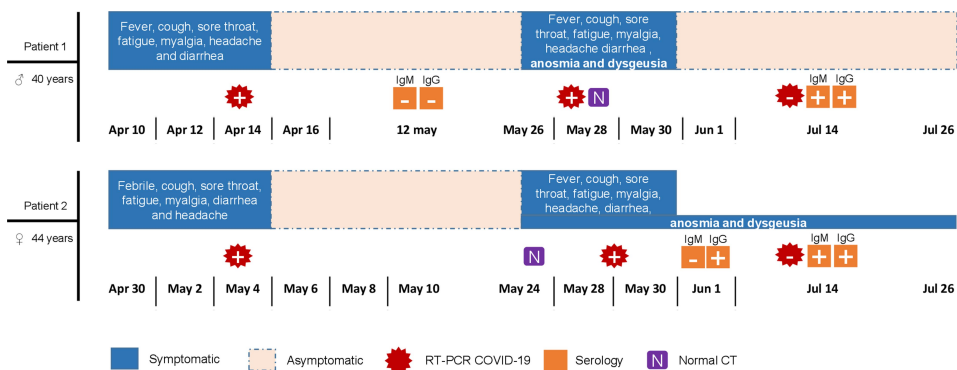 Patient 1
♂ 40 years
Fever, cough, sore throat,
fatigue, myalgia, headache
and diarrhea
Fever, cough, sore
throat, fatigue, myalgia,
headache diarrhea ,
anosmia and dysgeusia
IgM IgG
IgM IgG
+ - - + N - + +
Apr 10 Apr 12 Apr 14 Apr 16 12 may May 26 May 28 May 30 Jun 1 Jul 14 Jul 26
Patient 2
♀ 44 years
Febrile, cough, sore throat,
fatigue, myalgia, diarrhea
and headache
Fever, cough, sore
throat, fatigue, myalgia,
headache, diarrhea,
anosmia and dysgeusia
IgM IgG
IgM IgG
+ N + - + - + +
Apr 30 May 2 May 4 May 6 May 8 May 10 May 24 May 28 May 30 Jun 1 Jul 14 Jul 26
Symptomatic Asymptomatic RT-PCR COVID-19 Serology N Normal CT